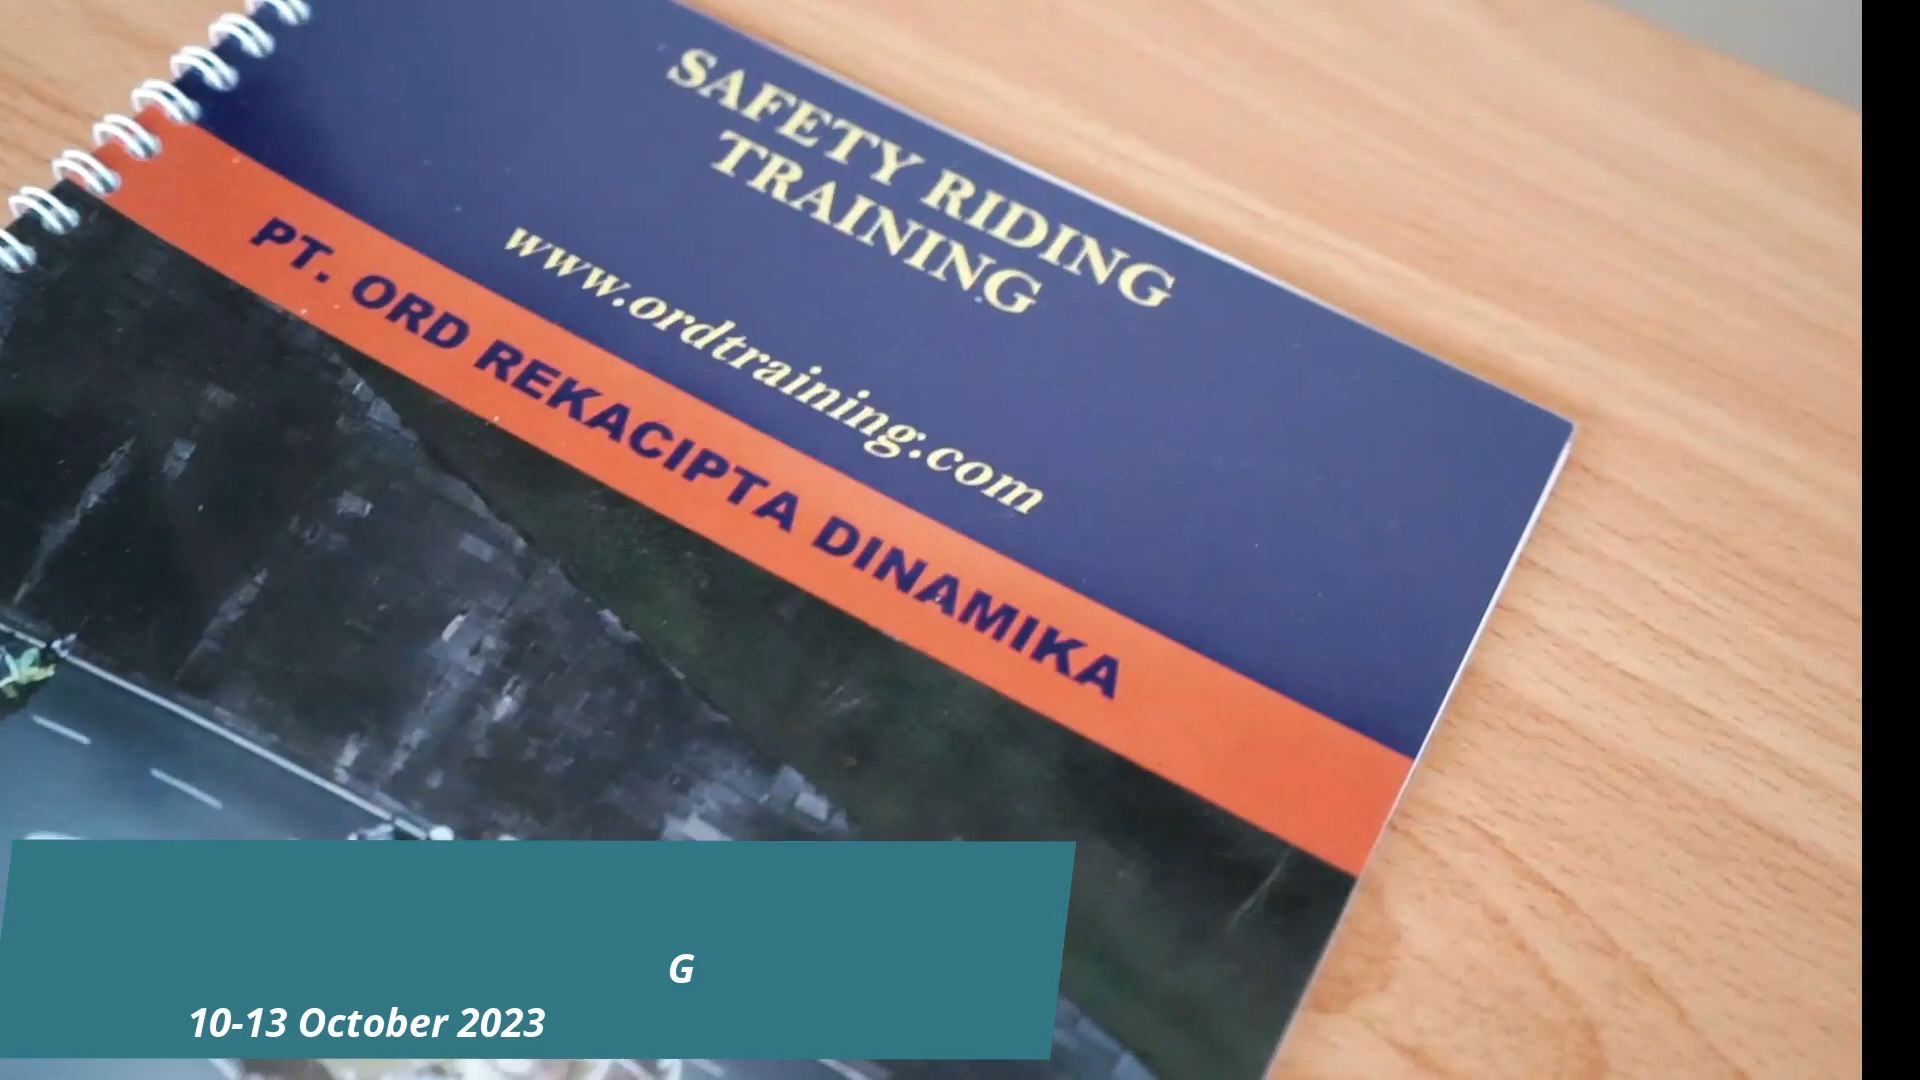 SAFETY RIDING
TRAINING
www.ordtraining.com
PT. ORD REKACIPTA DINAMIKA
G
10-13 October 2023